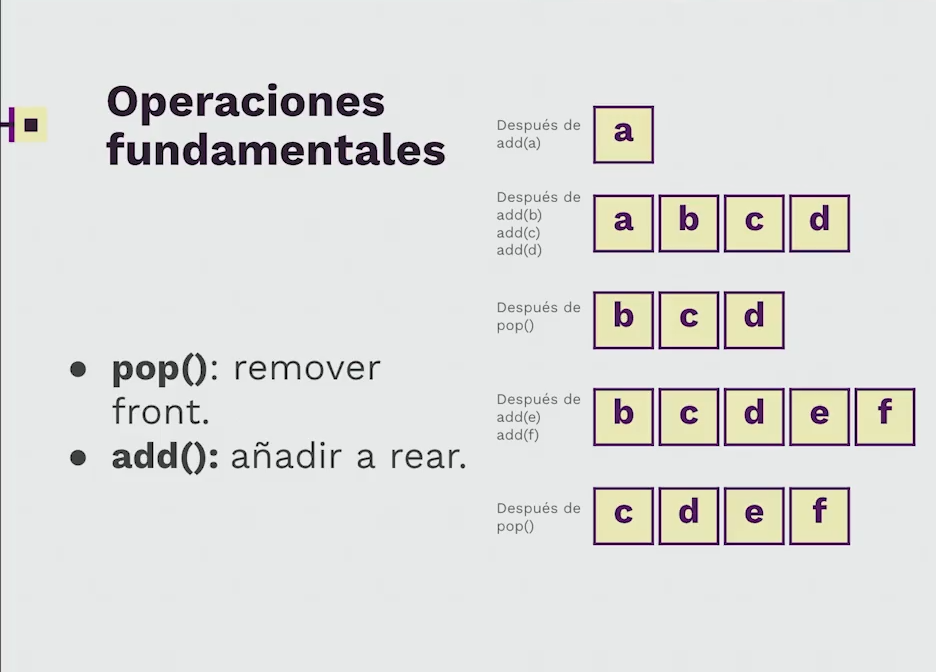 Operaciones
fundamentales
● pop(): remover
front.
● add(): añadir a rear.
Después de
add(a)
a
Después de
add(b)
add(c)
add(d)
a b c d
Después de
pop()
b c d
Después de
add(e)
add(f)
b c d e f
Después de
pop()
c d e f